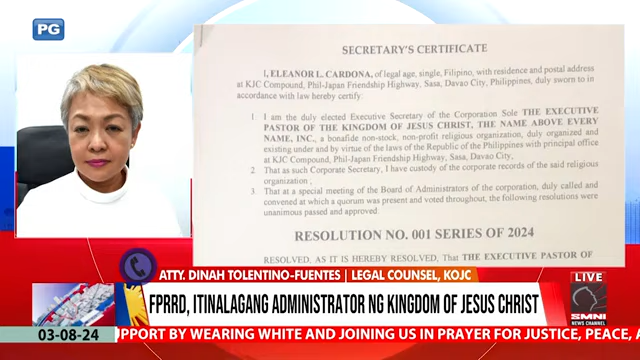 PG
SECRETARY'S CERTIFICATE
I, ELEANOR L. CARDONA, of legal age, single, Filipino, with residence and postal address
at KJC Compound, Phil-Japan Friendship Highway, Sasa, Davao City, Philippines, duly sworn to in
accordance with law hereby certify:
1 I am the duly elected Executive Secretary of the Corporation Sole THE EXECUTIVE
PASTOR OF THE KINGDOM OF JESUS CHRIST, THE NAME ABOVE EVERY
NAME, INC., a bonafide non-stock, non-profit religious organization, duly organized and
existing under and by virtue of the laws of the Republic of the Philippines with principal office
at KJC Compound, Phil-Japan Friendship Highway, Sasa, Davao City,
2 That as such Corporate Secretary, I have custody of the corporate records of the said religious
organization ,
3 That at a special meeting of the Board of Administrators of the corporation, duly called and
convened at which a quorum was present and voted throughout, the following resolutions were
unanimous passed and approved.
RESOLUTION NO. 001 SERIES OF 2024
RESOLVED, AS IT IS HEREBY RESOLVED, That THE EXECUTIVE PASTOR OF
ATTY. DINAH TOLENTINO-FUENTES | LEGAL COUNSEL, KOJC
FPRRD, ITINALAGANG ADMINISTRATOR NG KINGDOM OF JESUS CHRIST
LIVE
SMNI
NEWS CHANNEL
03-08-24
SUPPORT BY WEARING WHITE AND JOINING US IN PRAYER FOR JUSTICE, PEACE, A